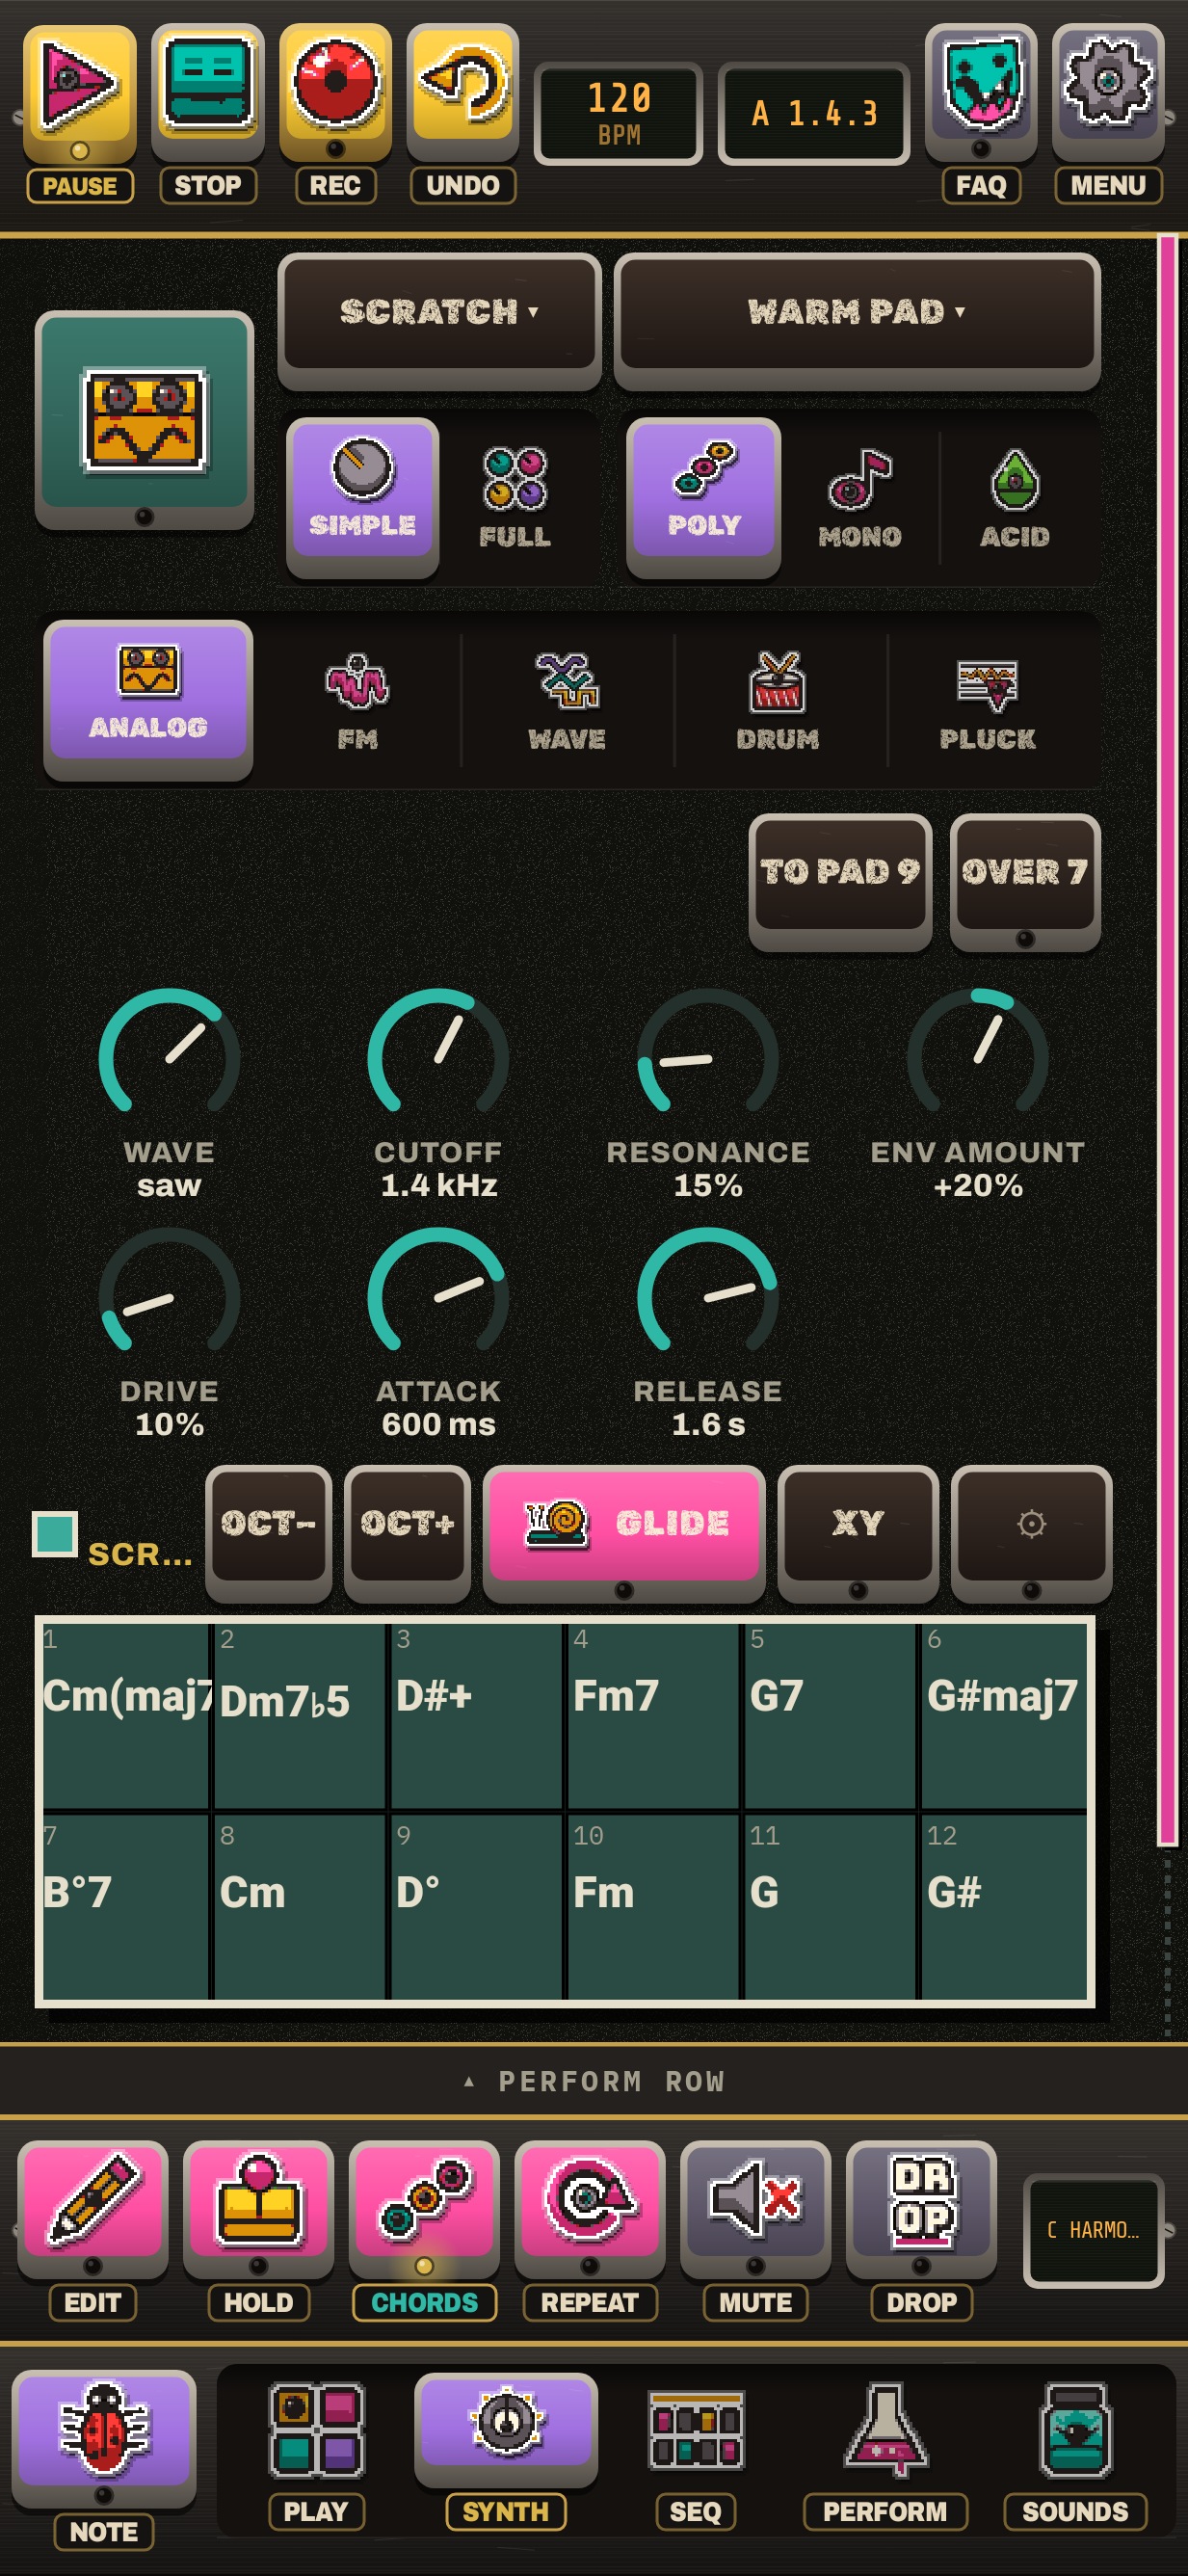 120
BPM
A 1.4.3
PAUSE STOP REC UNDO FAQ MENU
SCRATCH ▾ WARM PAD ▾
SIMPLE FULL POLY MONO ACID
ANALOG FM WAVE DRUM PLUCK
TO PAD 9 OVER 7
WAVE CUTOFF RESONANCE ENV AMOUNT
saw 1.4 kHz 15% +20%
DRIVE ATTACK RELEASE
10% 600 ms 1.6 s
SCR... OCT- OCT+ GLIDE XY
1 2 3 4 5 6
Cm(maj7 Dm7♭5 D#+ Fm7 G7 G#maj7
7 8 9 10 11 12
B°7 Cm D° Fm G G#
▴ PERFORM ROW
DR
OP
C HARMO...
EDIT HOLD CHORDS REPEAT MUTE DROP
NOTE PLAY SYNTH SEQ PERFORM SOUNDS